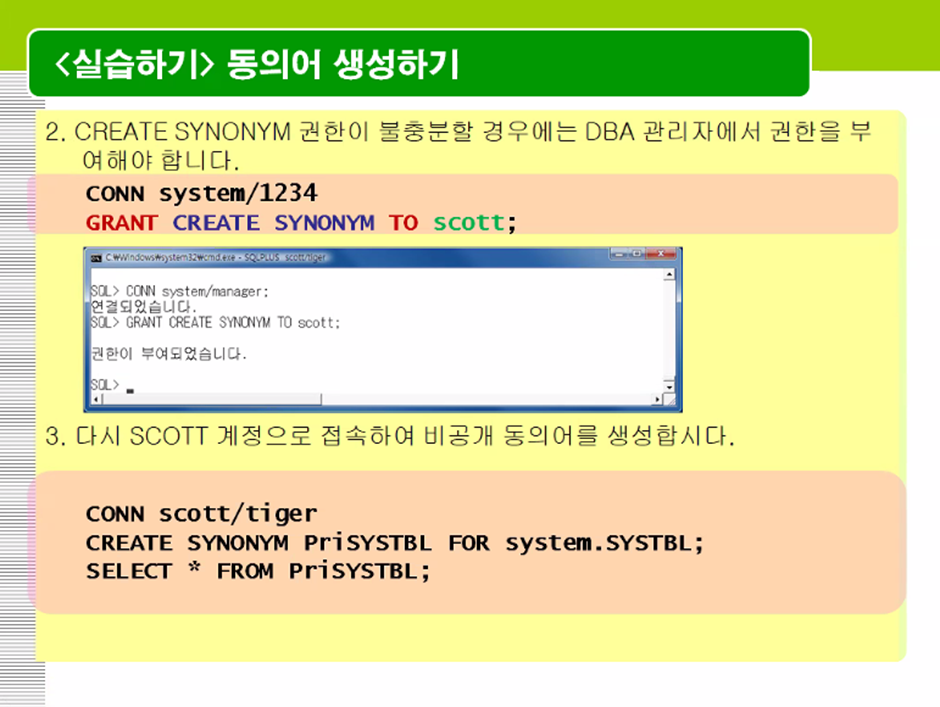 <실습하기> 동의어 생성하기
2. CREATE SYNONYM 권한이 불충분할 경우에는 DBA 관리자에서 권한을 부
여해야 합니다.
CONN system/1234
GRANT CREATE SYNONYM TO scott;
C:₩Windows₩system32₩cmd.exe - SQLPLUS scott/tiger
SQL> CONN system/manager;
연결되었습니다.
SQL> GRANT CREATE SYNONYM TO scott;
권한이 부여되었습니다.
SQL> _
3. 다시 SCOTT 계정으로 접속하여 비공개 동의어를 생성합시다.
CONN scott/tiger
CREATE SYNONYM PriSYSTBL FOR system.SYSTBL;
SELECT * FROM PriSYSTBL;